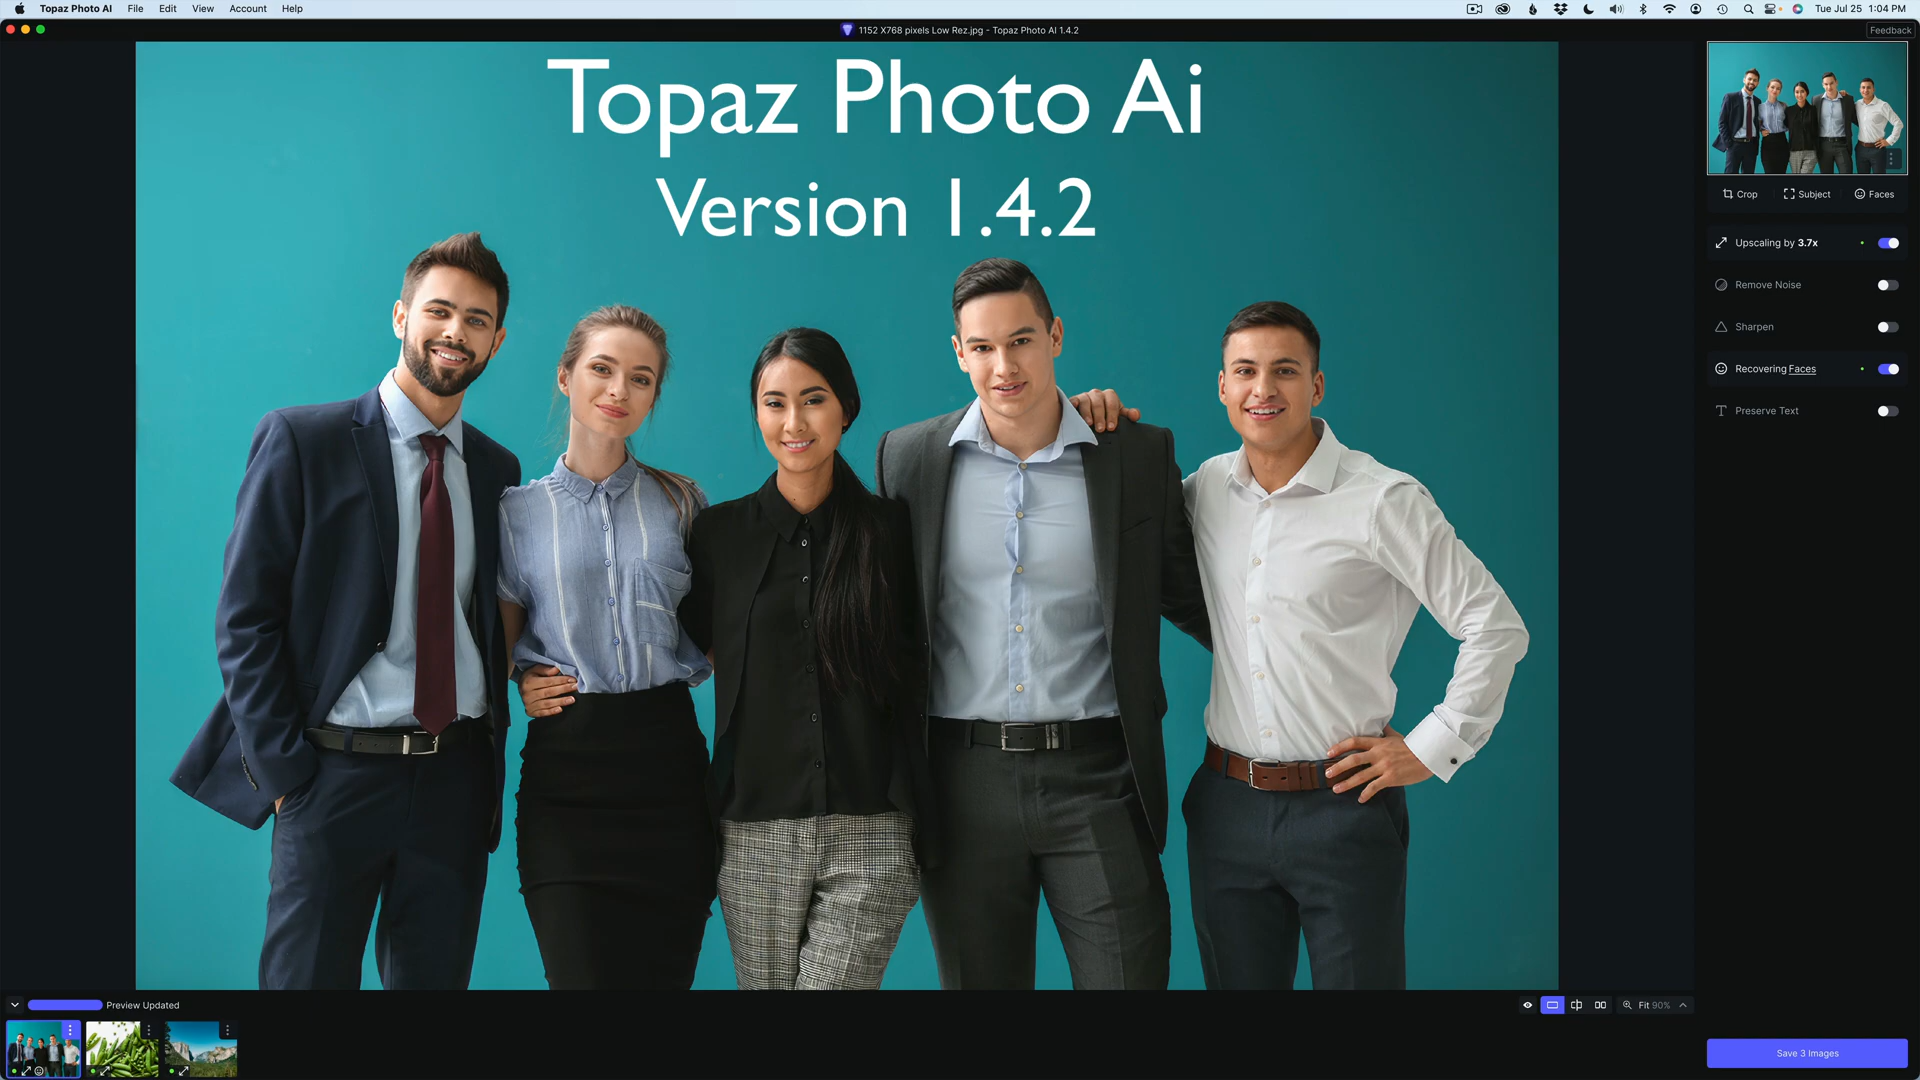 Topaz Photo AI File Edit View Account Help Tue Jul 25 1:04 PM
1152 X768 pixels Low Rez.jpg - Topaz Photo AI 1.4.2
Feedback
Topaz Photo Ai
Version 1.4.2
Crop Subject Faces
Upscaling by 3.7x
Remove Noise
Sharpen
Recovering Faces
Preserve Text
Preview Updated
Fit 90%
Save 3 Images